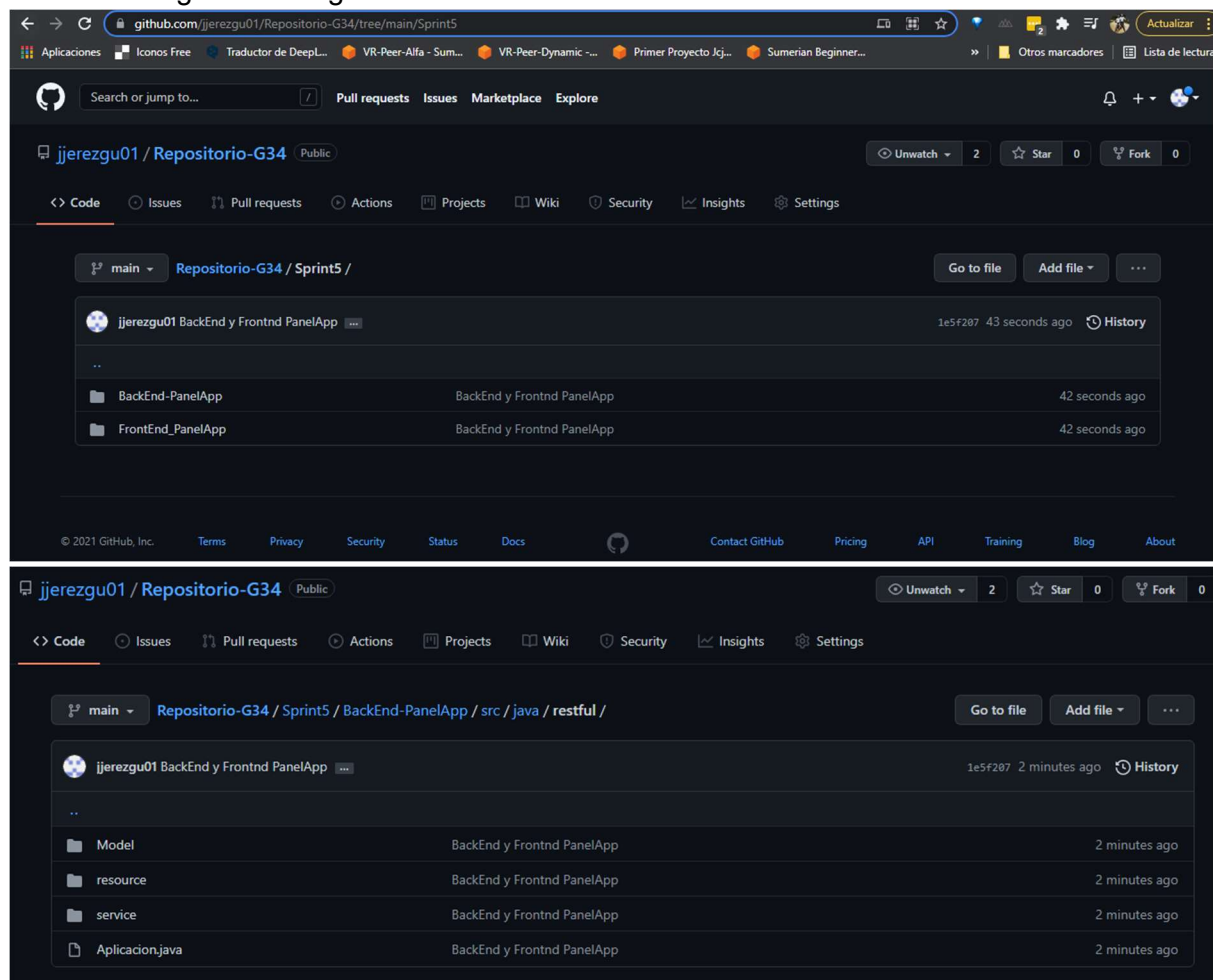 github.com/jjerezgu01/Repositorio-G34/tree/main/Sprint5 Actualizar
Aplicaciones Iconos Free Traductor de DeepL... VR-Peer-Alfa - Sum... VR-Peer-Dynamic -... Primer Proyecto Jcj... Sumerian Beginner... » Otros marcadores Lista de lectura
Search or jump to... / Pull requests Issues Marketplace Explore
jjerezgu01 / Repositorio-G34 Public Unwatch 2 Star 0 Fork 0
<> Code Issues Pull requests Actions Projects Wiki Security Insights Settings
main Repositorio-G34 / Sprint5 / Go to file Add file ...
jjerezgu01 BackEnd y Frontnd PanelApp ... 1e5f207 43 seconds ago History
..
BackEnd-PanelApp BackEnd y Frontnd PanelApp 42 seconds ago
FrontEnd_PanelApp BackEnd y Frontnd PanelApp 42 seconds ago
© 2021 GitHub, Inc. Terms Privacy Security Status Docs Contact GitHub Pricing API Training Blog About
jjerezgu01 / Repositorio-G34 Public Unwatch 2 Star 0 Fork 0
<> Code Issues Pull requests Actions Projects Wiki Security Insights Settings
main Repositorio-G34 / Sprint5 / BackEnd-PanelApp / src / java / restful / Go to file Add file ...
jjerezgu01 BackEnd y Frontnd PanelApp ... 1e5f207 2 minutes ago History
..
Model BackEnd y Frontnd PanelApp 2 minutes ago
resource BackEnd y Frontnd PanelApp 2 minutes ago
service BackEnd y Frontnd PanelApp 2 minutes ago
Aplicacion.java BackEnd y Frontnd PanelApp 2 minutes ago